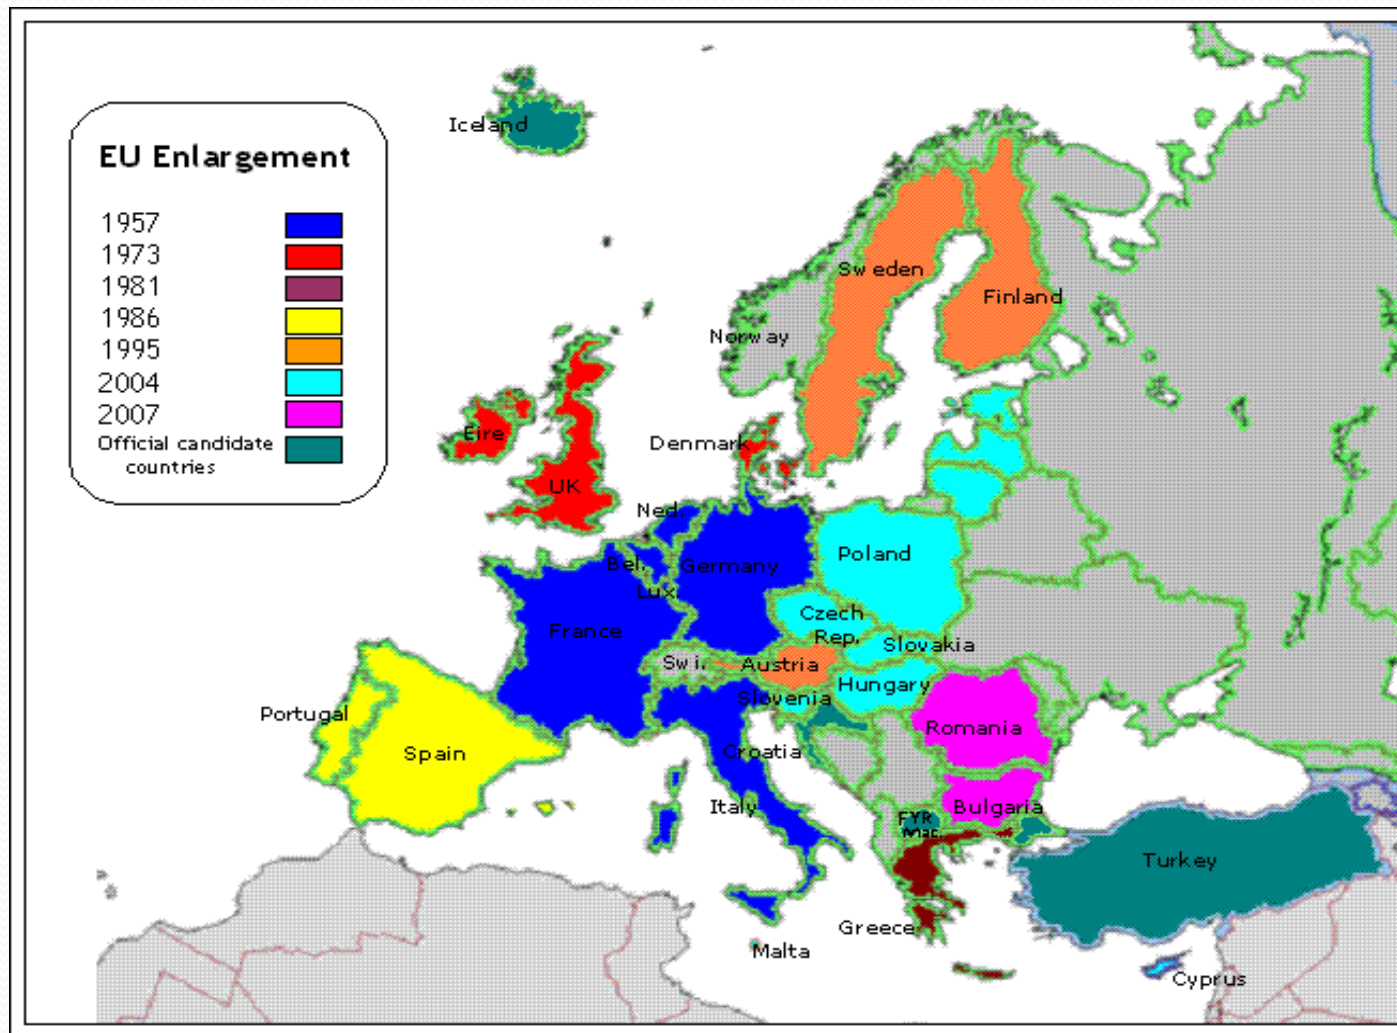 EU Enlargement
1957
1973
1981
1986
1995
2004
2007
Official candidate
countries
Iceland
Sweden
Finland
Norway
Denmark
Eire
UK
Ned.
Bel.
Germany
Poland
Lux.
Czech
Rep.
France
Slovakia
Swi.
Austria
Hungary
Slovenia
Portugal
Romania
Spain
Croatia
Italy
Bulgaria
FYR
Mac.
Turkey
Greece
Malta
Cyprus